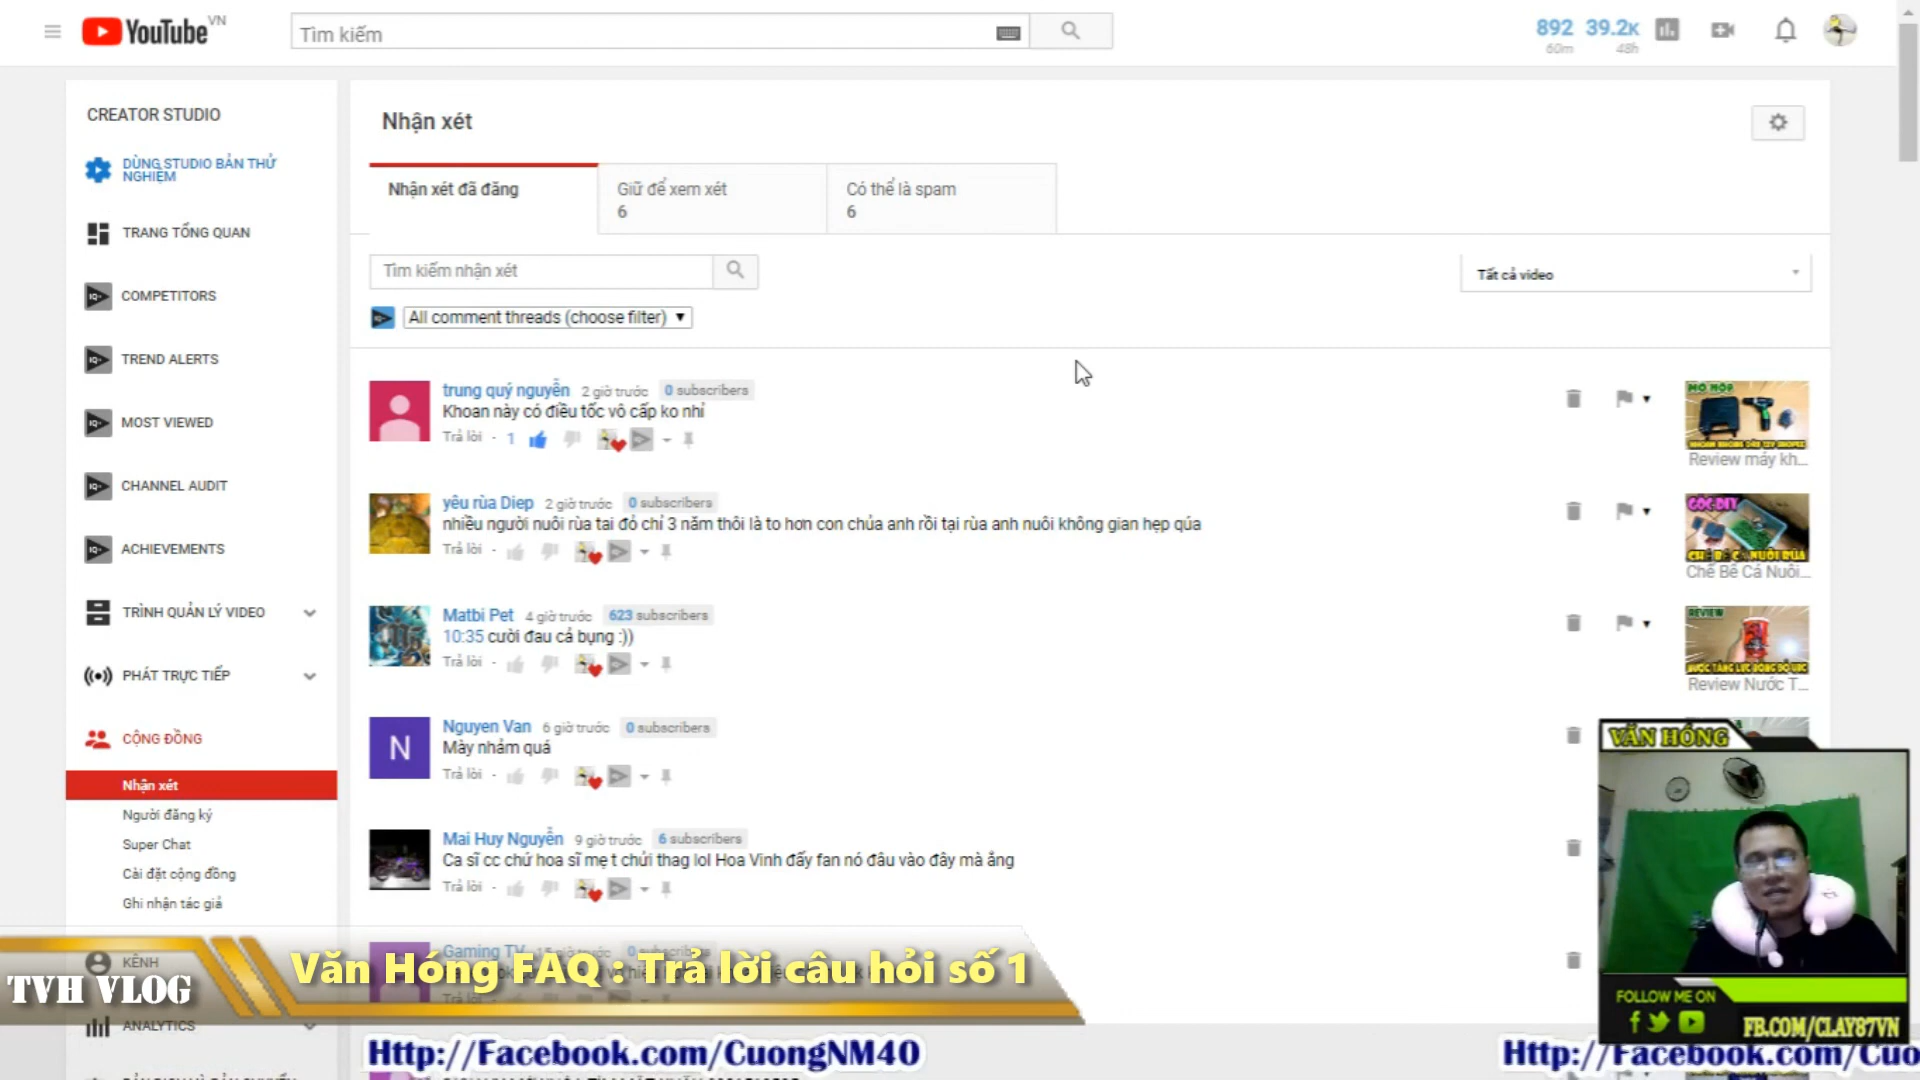 YouTube VN
Tìm kiếm
892 39.2K
60m 48h
CREATOR STUDIO
DÙNG STUDIO BẢN THỬ
NGHIỆM
TRANG TỔNG QUAN
COMPETITORS
TREND ALERTS
MOST VIEWED
CHANNEL AUDIT
ACHIEVEMENTS
TRÌNH QUẢN LÝ VIDEO
PHÁT TRỰC TIẾP
CỘNG ĐỒNG
Nhận xét
Người đăng ký
Super Chat
Cài đặt cộng đồng
Ghi nhận tác giả
KÊNH
ANALYTICS
Nhận xét
Nhận xét đã đăng
Giữ để xem xét
6
Có thể là spam
6
Tìm kiếm nhận xét
Tất cả video
All comment threads (choose filter)
trung quý nguyễn 2 giờ trước 0 subscribers
Khoan này có điều tốc vô cấp ko nhỉ
Trả lời · 1
Review máy kh...
yêu rùa Diep 2 giờ trước 0 subscribers
nhiều người nuôi rùa tai đỏ chỉ 3 năm thôi là to hơn con chủa anh rồi tại rùa anh nuôi không gian hẹp qúa
Trả lời ·
GÓC DIY
Chế Bể Cá Nuôi...
Matbi Pet 4 giờ trước 623 subscribers
10:35 cười đau cả bụng :))
Trả lời ·
REVIEW
Review Nước T...
Nguyen Van 6 giờ trước 0 subscribers
N
Mày nhảm quá
Trả lời ·
Mai Huy Nguyễn 9 giờ trước 6 subscribers
Ca sĩ cc chứ hoa sĩ mẹ t chửi thag lol Hoa Vinh đấy fan nó đâu vào đây mà ẳng
Trả lời ·
Gaming TV 0 subscribers
VĂN HÓNG
FOLLOW ME ON
FB.COM/CLAY87VN
TVH VLOG
Văn Hóng FAQ : Trả lời câu hỏi số 1
Http://Facebook.com/CuongNM40
Http://Facebook.com/Cuo